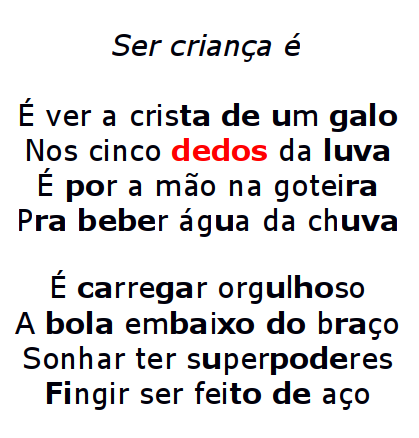 Ser criança é
É ver a crista de um galo
Nos cinco dedos da luva
É por a mão na goteira
Pra beber água da chuva
É carregar orgulhoso
A bola embaixo do braço
Sonhar ter superpoderes
Fingir ser feito de aço